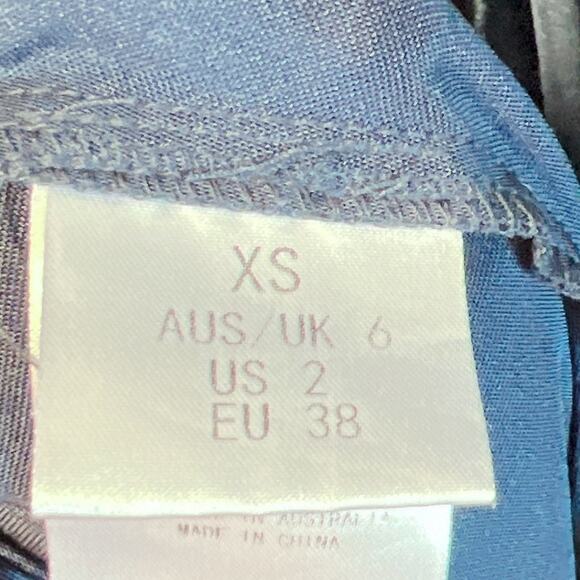 XS
AUS/UK 6
US 2
EU 38
IN AUSTRALIA
MADE IN CHINA